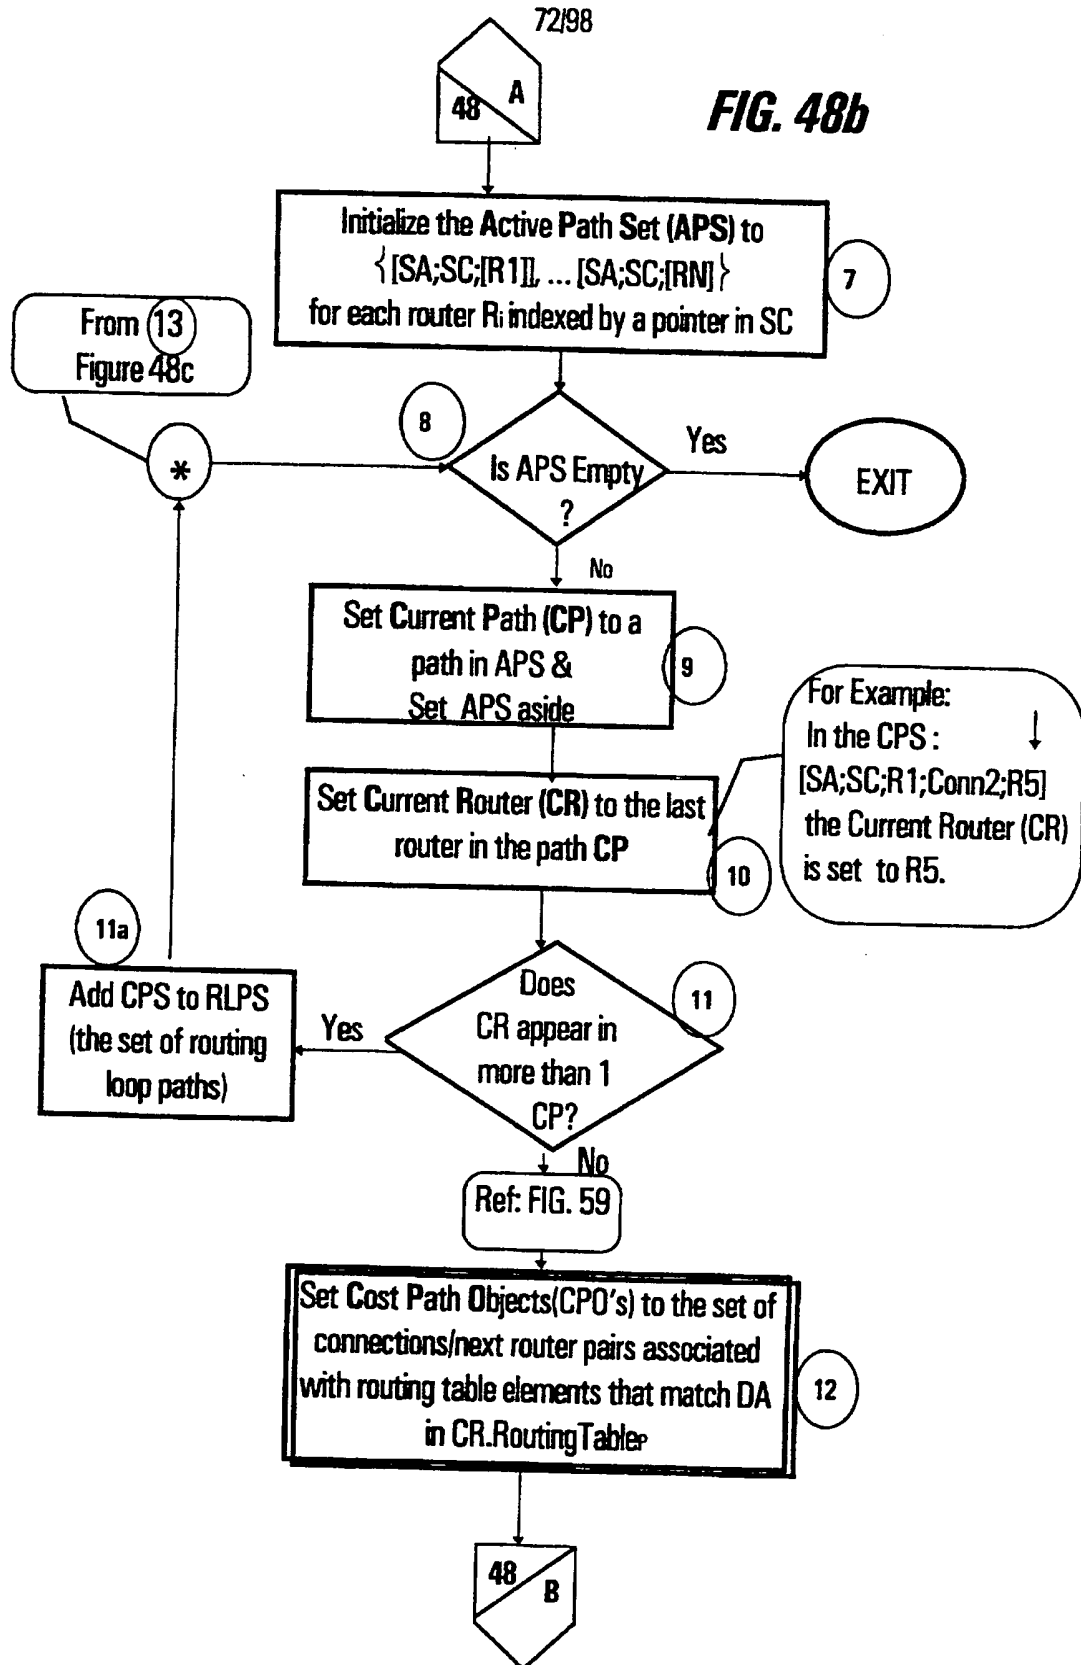 72/98
48 A
FIG. 48b
Initialize the Active Path Set (APS) to
{[SA;SC;[R1]], ... [SA;SC;[RN]}
for each router Ri indexed by a pointer in SC
7
From 13
Figure 48c
*
8
Is APS Empty
?
Yes
EXIT
No
Set Current Path (CP) to a
path in APS &
Set APS aside
9
For Example:
In the CPS : ↓
[SA;SC;R1;Conn2;R5]
the Current Router (CR)
is set to R5.
Set Current Router (CR) to the last
router in the path CP
10
11a
Add CPS to RLPS
(the set of routing
loop paths)
Yes
Does
CR appear in
more than 1
CP?
11
No
Ref: FIG. 59
Set Cost Path Objects(CPO's) to the set of
connections/next router pairs associated
with routing table elements that match DA
in CR.RoutingTableP
12
48 B